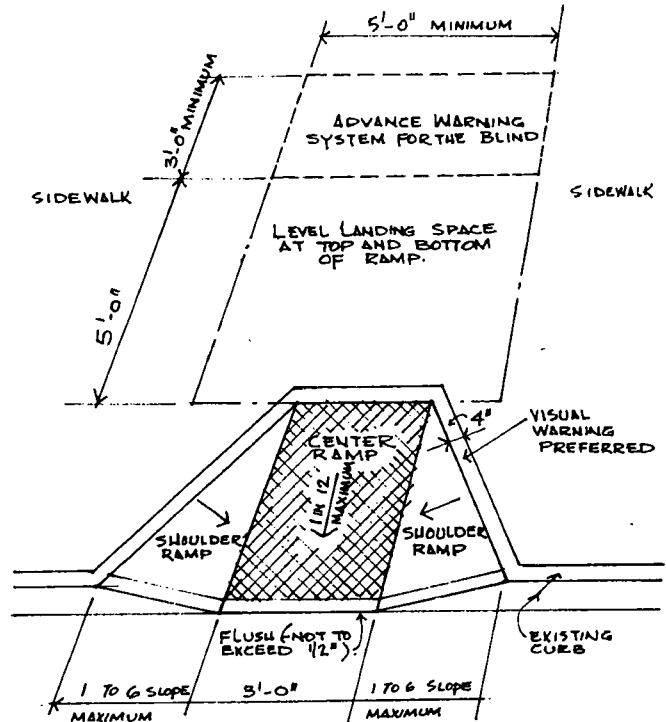 5'-0" MINIMUM
3'-0" MINIMUM
ADVANCE WARNING
SYSTEM FOR THE BLIND
SIDEWALK
SIDEWALK
LEVEL LANDING SPACE
AT TOP AND BOTTOM
OF RAMP.
5'-0"
4"
VISUAL
WARNING
PREFERRED
CENTER
RAMP
1 IN 12
MAXIMUM
SHOULDER
RAMP
SHOULDER
RAMP
FLUSH (NOT TO
EXCEED 1/2").
EXISTING
CURB
1 TO 6 SLOPE
MAXIMUM
3'-0"
1 TO 6 SLOPE
MAXIMUM